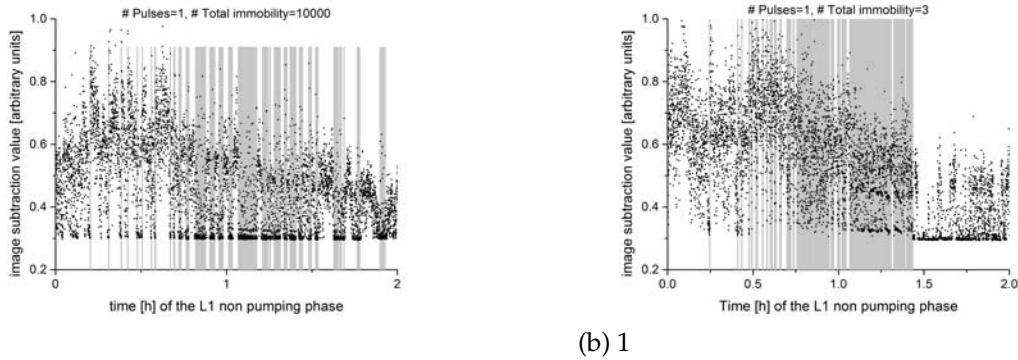 # Pulses=1, # Total immobility=10000
image subtraction value [arbitrary units]
1.0
0.8
0.6
0.4
0.2
0
1
2
time [h] of the L1 non pumping phase
# Pulses=1, # Total immobility=3
image subtraction value [arbitrary units]
1.0
0.8
0.6
0.4
0.2
0.0
0.5
1.0
1.5
2.0
Time [h] of the L1 non pumping phase
(b) 1